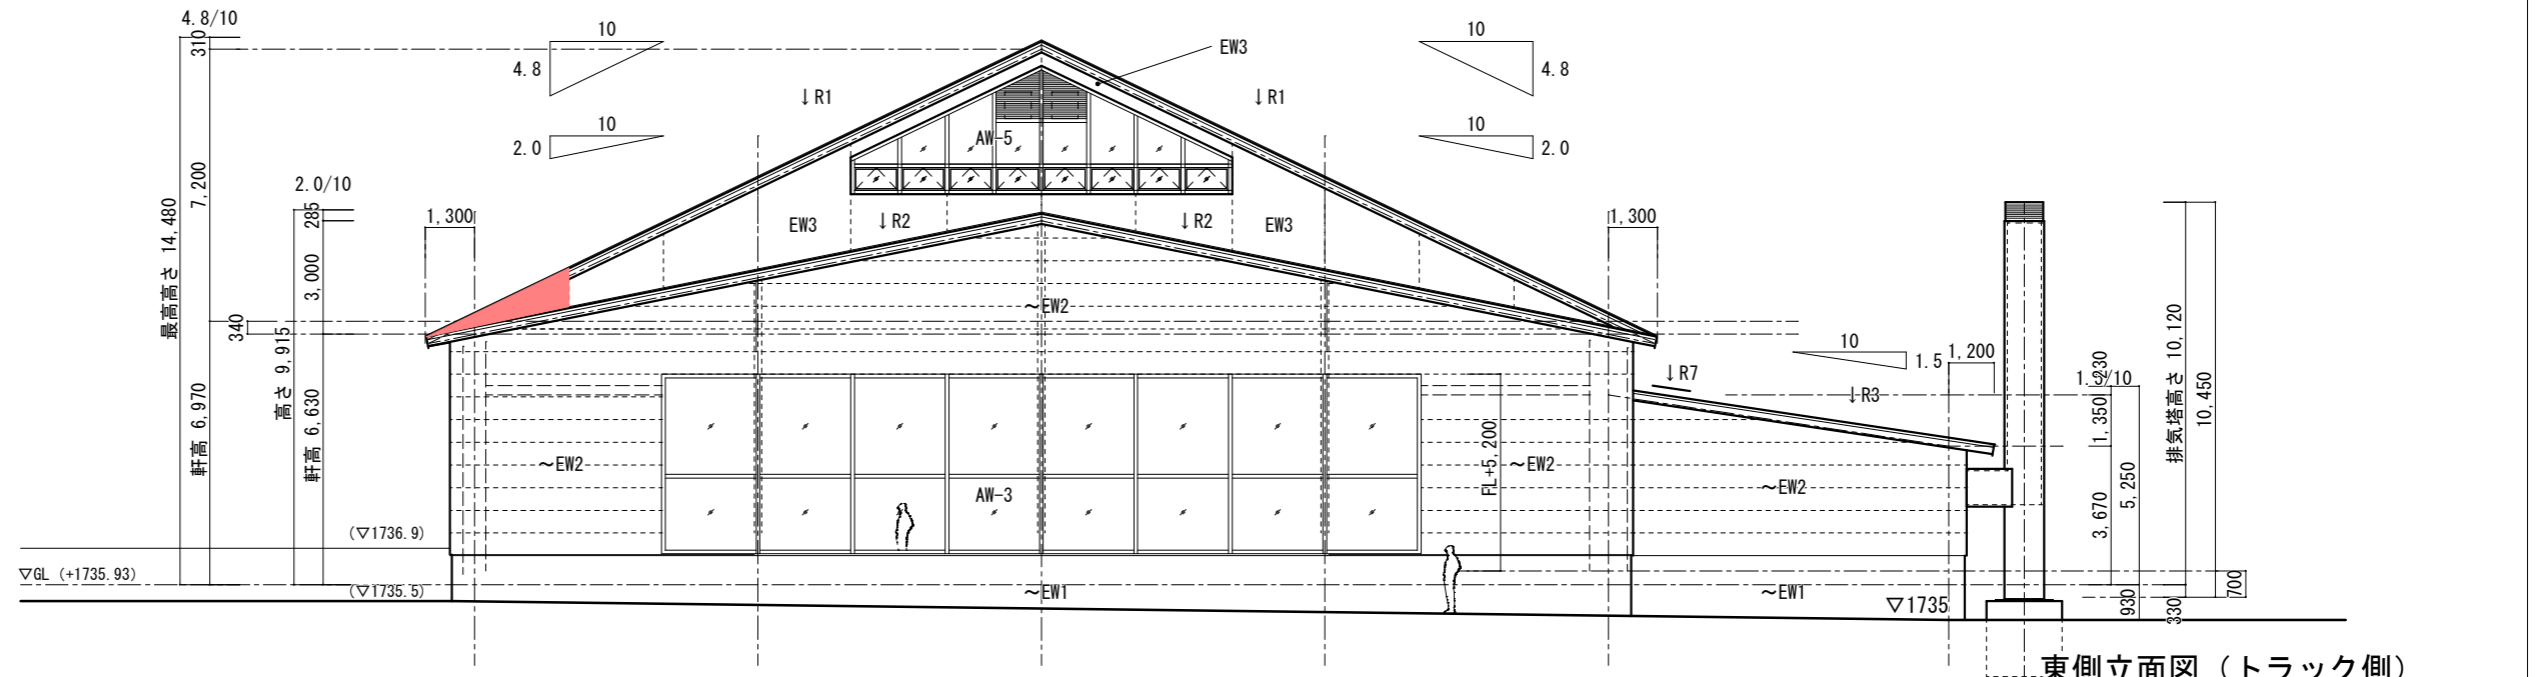 4.8/10
310
7,200
最高高さ 14,480
340
軒高 6,970
2.0/10
285
3,000
高さ 9,915
軒高 6,630
1,300
10
4.8
10
2.0
↓R1
EW3
AW-5
↓R1
10
4.8
10
2.0
EW3
↓R2
↓R2
EW3
1,300
～EW2
10
1.5
1,200
↓R7
↓R3
230
1.5/10
1,350
3,670
5,250
排気塔高さ 10,120
10,450
～EW2
AW-3
FL+5,200
～EW2
～EW2
(▽1736.9)
▽GL (+1735.93)
(▽1735.5)
～EW1
～EW1
▽1735
930
330
700
東側立面図（トラック側）